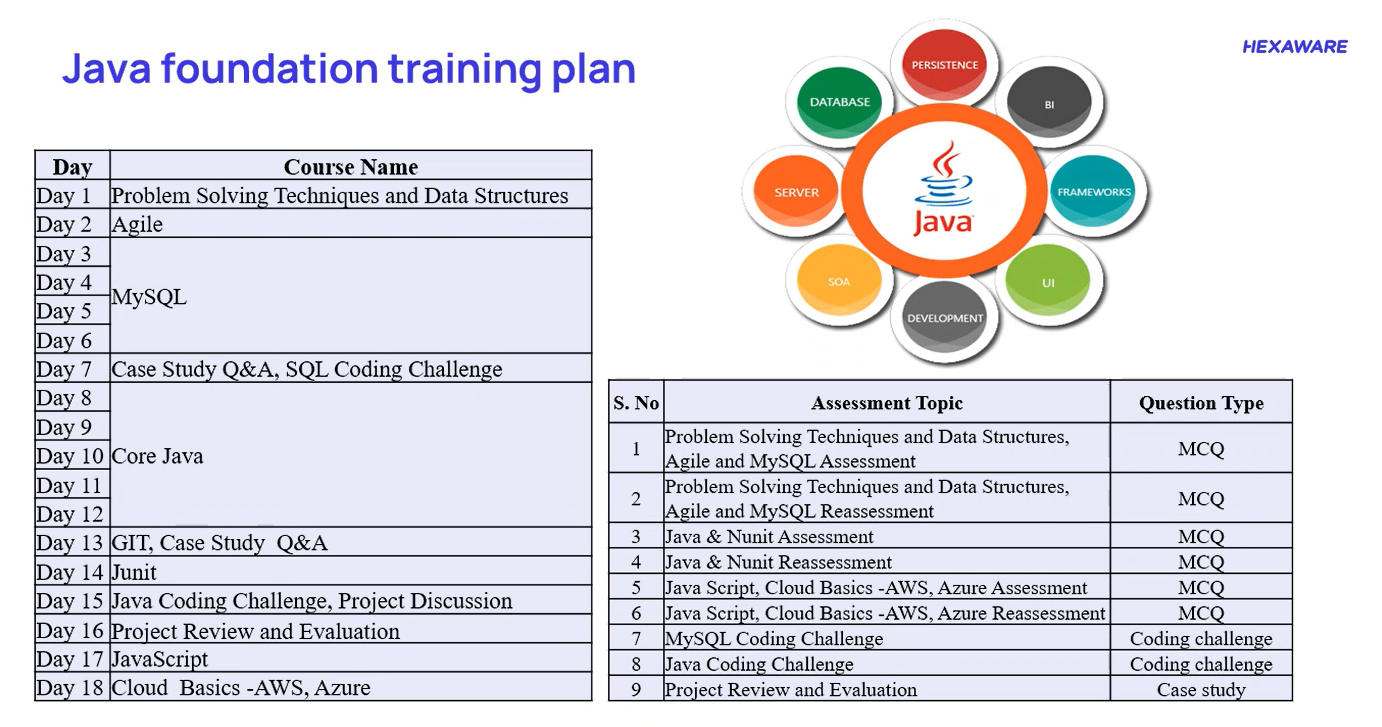 Java foundation training plan
HEXAWARE
PERSISTENCE
DATABASE
BI
SERVER
FRAMEWORKS
Java
SOA
UI
DEVELOPMENT
Day Course Name
Day 1 Problem Solving Techniques and Data Structures
Day 2 Agile
Day 3
Day 4
MySQL
Day 5
Day 6
Day 7 Case Study Q&A, SQL Coding Challenge
Day 8
Day 9
Day 10 Core Java
Day 11
Day 12
Day 13 GIT, Case Study Q&A
Day 14 Junit
Day 15 Java Coding Challenge, Project Discussion
Day 16 Project Review and Evaluation
Day 17 JavaScript
Day 18 Cloud Basics -AWS, Azure
S. No Assessment Topic Question Type
1 Problem Solving Techniques and Data Structures,
Agile and MySQL Assessment MCQ
2 Problem Solving Techniques and Data Structures,
Agile and MySQL Reassessment MCQ
3 Java & Nunit Assessment MCQ
4 Java & Nunit Reassessment MCQ
5 Java Script, Cloud Basics -AWS, Azure Assessment MCQ
6 Java Script, Cloud Basics -AWS, Azure Reassessment MCQ
7 MySQL Coding Challenge Coding challenge
8 Java Coding Challenge Coding challenge
9 Project Review and Evaluation Case study